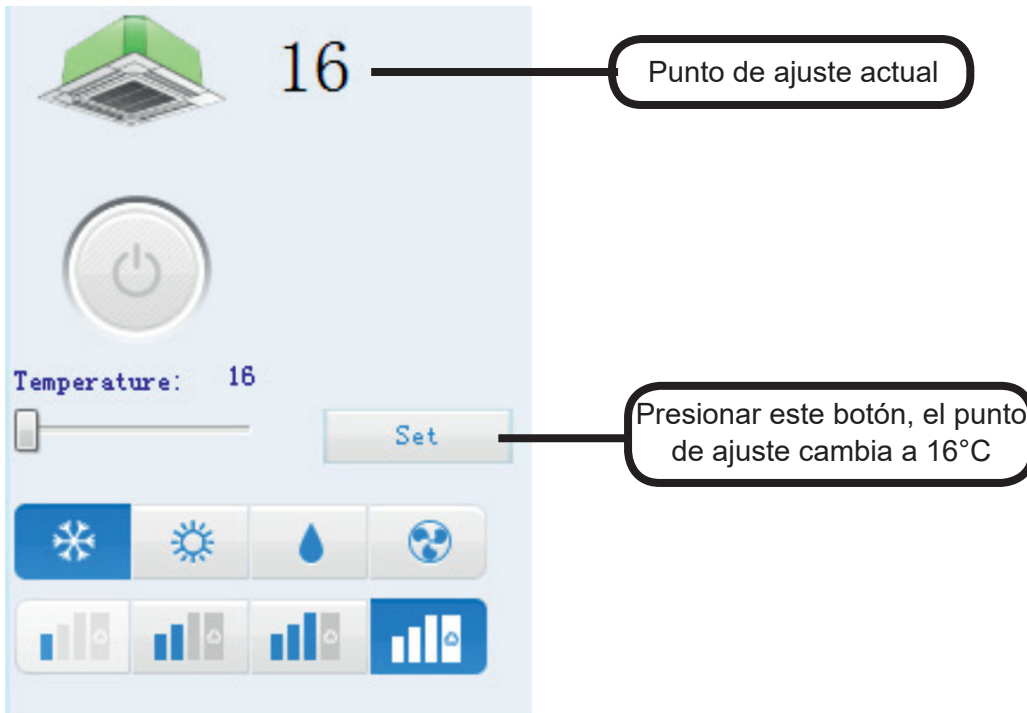 16
Punto de ajuste actual
Temperature: 16
Set
Presionar este botón, el punto
de ajuste cambia a 16°C